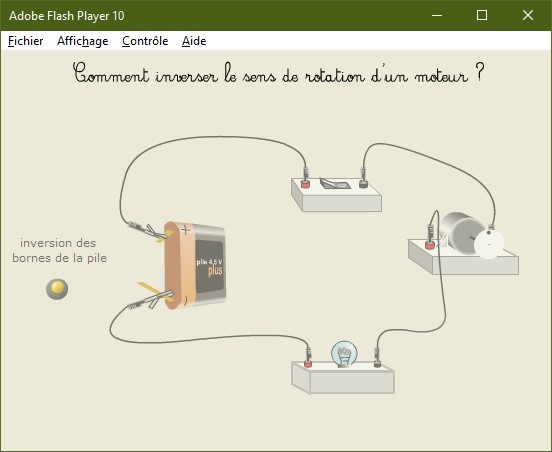 Adobe Flash Player 10
Fichier Affichage Contrôle Aide
Comment inverser le sens de rotation d'un moteur ?
inversion des
bornes de la pile
+
pile 4,5 V
plus
-